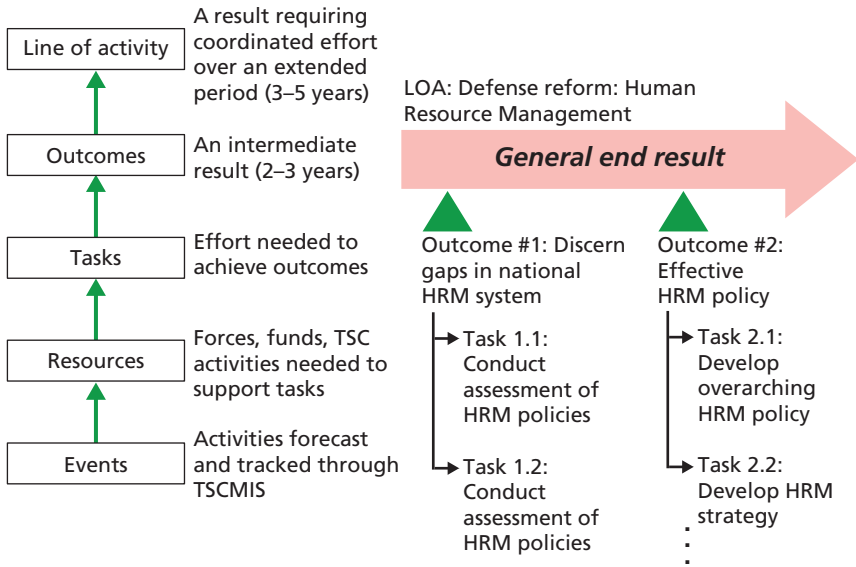 Line of activity
A result requiring
coordinated effort
over an extended
period (3–5 years)
Outcomes
An intermediate
result (2–3 years)
Tasks
Effort needed to
achieve outcomes
Resources
Forces, funds, TSC
activities needed to
support tasks
Events
Activities forecast
and tracked through
TSCMIS
LOA: Defense reform: Human
Resource Management
General end result
Outcome #1: Discern
gaps in national
HRM system
Task 1.1:
Conduct
assessment of
HRM policies
Task 1.2:
Conduct
assessment of
HRM policies
Outcome #2:
Effective
HRM policy
Task 2.1:
Develop
overarching
HRM policy
Task 2.2:
Develop HRM
strategy